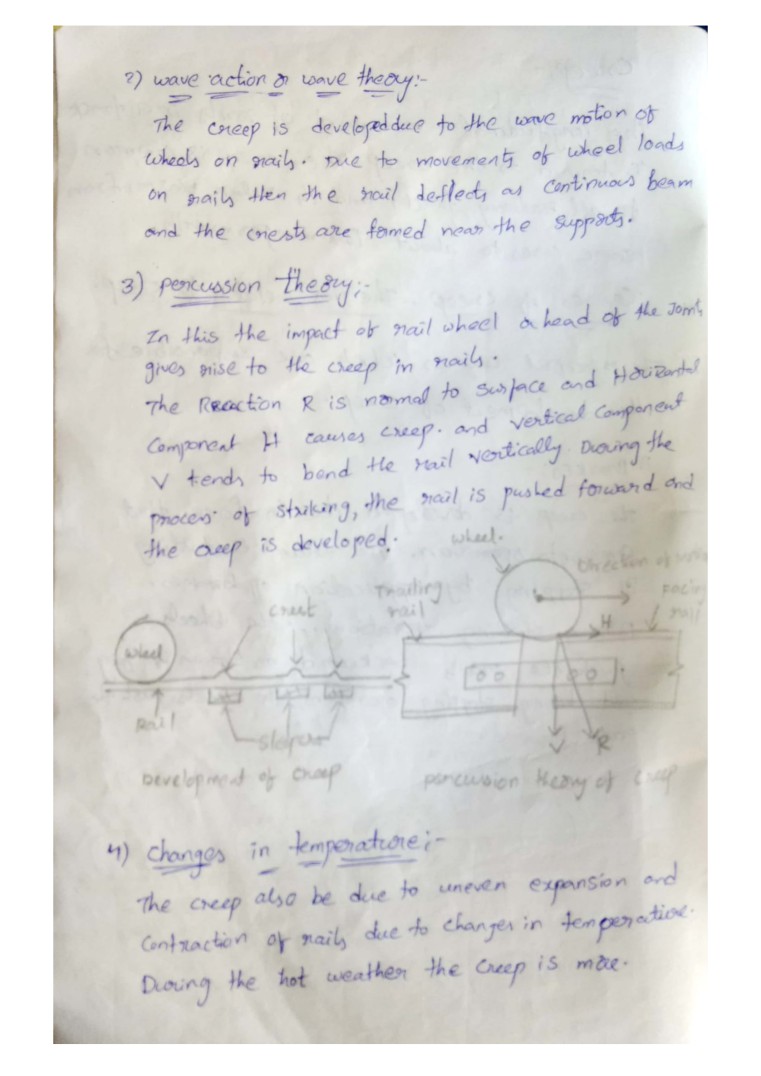 2) wave action or wave theory:-
The creep is developed due to the wave motion of
wheels on rails. Due to movements of wheel loads
on rails then the rail deflects as continuous beam
and the crests are formed near the supports.
3) percussion theory:-
In this the impact of rail wheel a head of the Joints
gives rise to the creep in rails.
The Reaction R is normal to surface and Horizontal
Component H causes creep. and vertical Component
V tends to bend the rail vertically. During the
process of striking, the rail is pushed forward and
the creep is developed.
wheel.
Direction of
Trailing
rail
Facing
rail
crest
H
wheel
Rail
sleepers
V
R
Development of creep
percussion theory of creep
4) Changes in temperature:-
The creep also be due to uneven expansion and
Contraction of rails due to changes in temperature.
During the hot weather the creep is more.